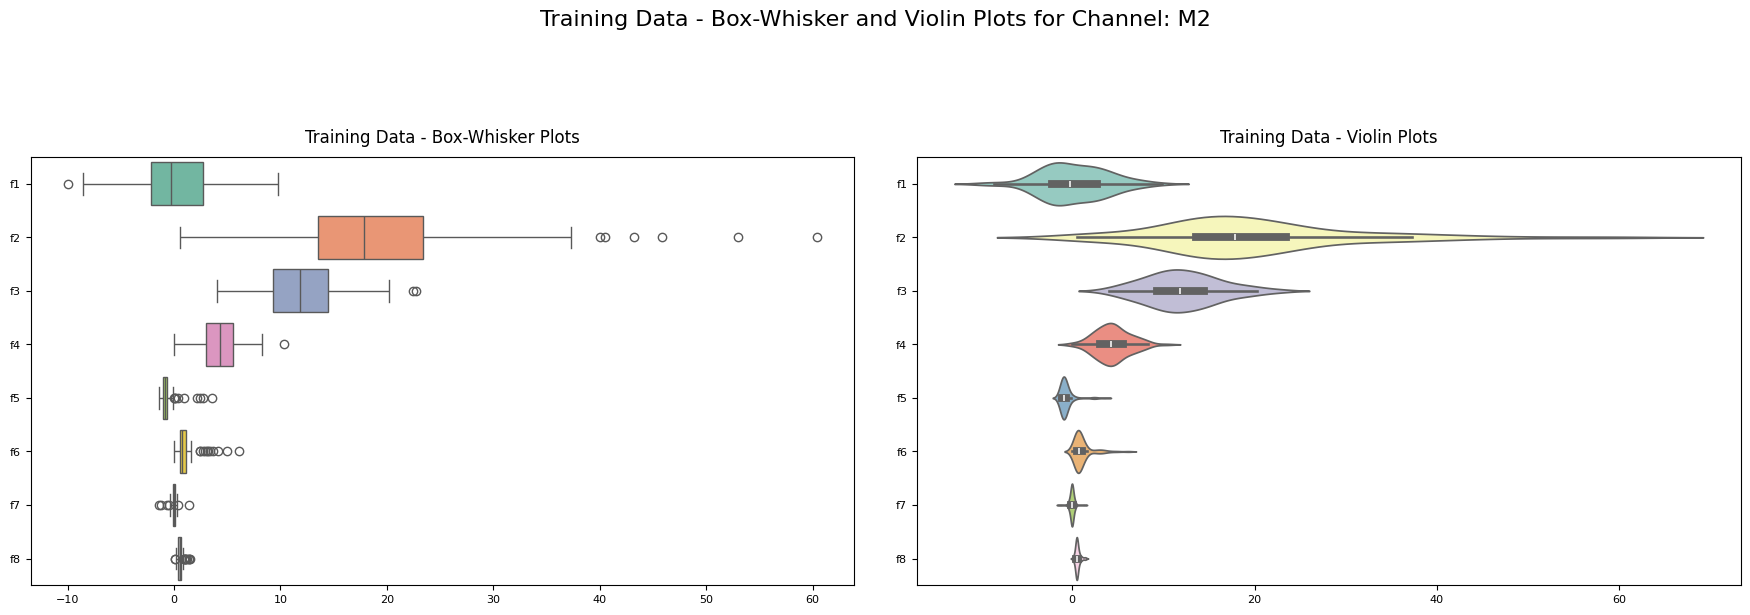 Training Data - Box-Whisker and Violin Plots for Channel: M2
Training Data - Box-Whisker Plots
f1
f2
f3
f4
f5
f6
f7
f8
−10 0 10 20 30 40 50 60
Training Data - Violin Plots
f1
f2
f3
f4
f5
f6
f7
f8
0 20 40 60